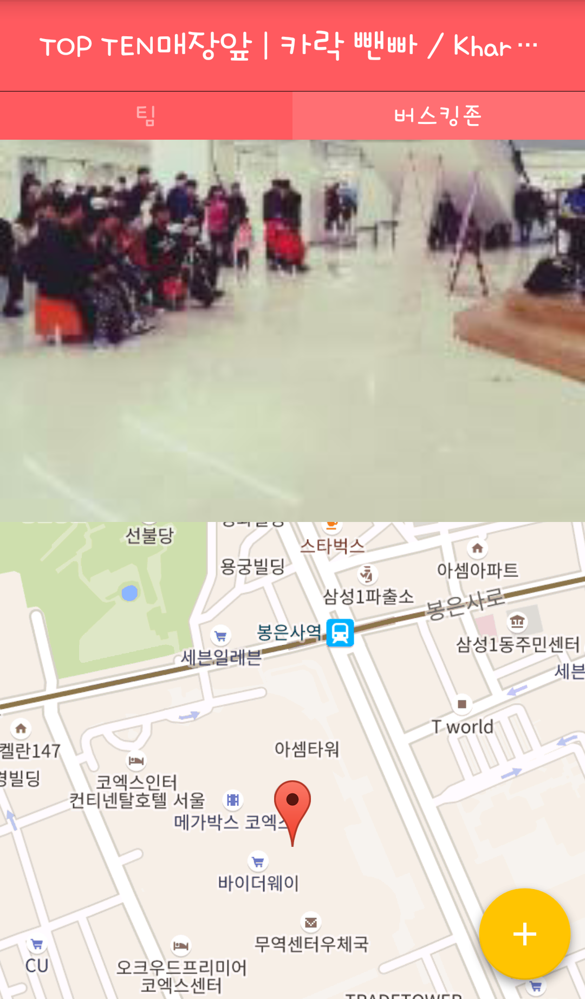 TOP TEN매장앞 | 카락 뺀빠 / Khar…
팀
버스킹존
선불당
스타벅스
용궁빌딩
아셈아파트
삼성1파출소
봉은사로
봉은사역
삼성1동주민센터
세븐일레븐
세븐
T world
켈란147
아셈타워
경빌딩
코엑스인터
컨티넨탈호텔 서울
메가박스 코엑스
바이더웨이
무역센터우체국
CU
오크우드프리미어
코엑스센터
TRADETOWER